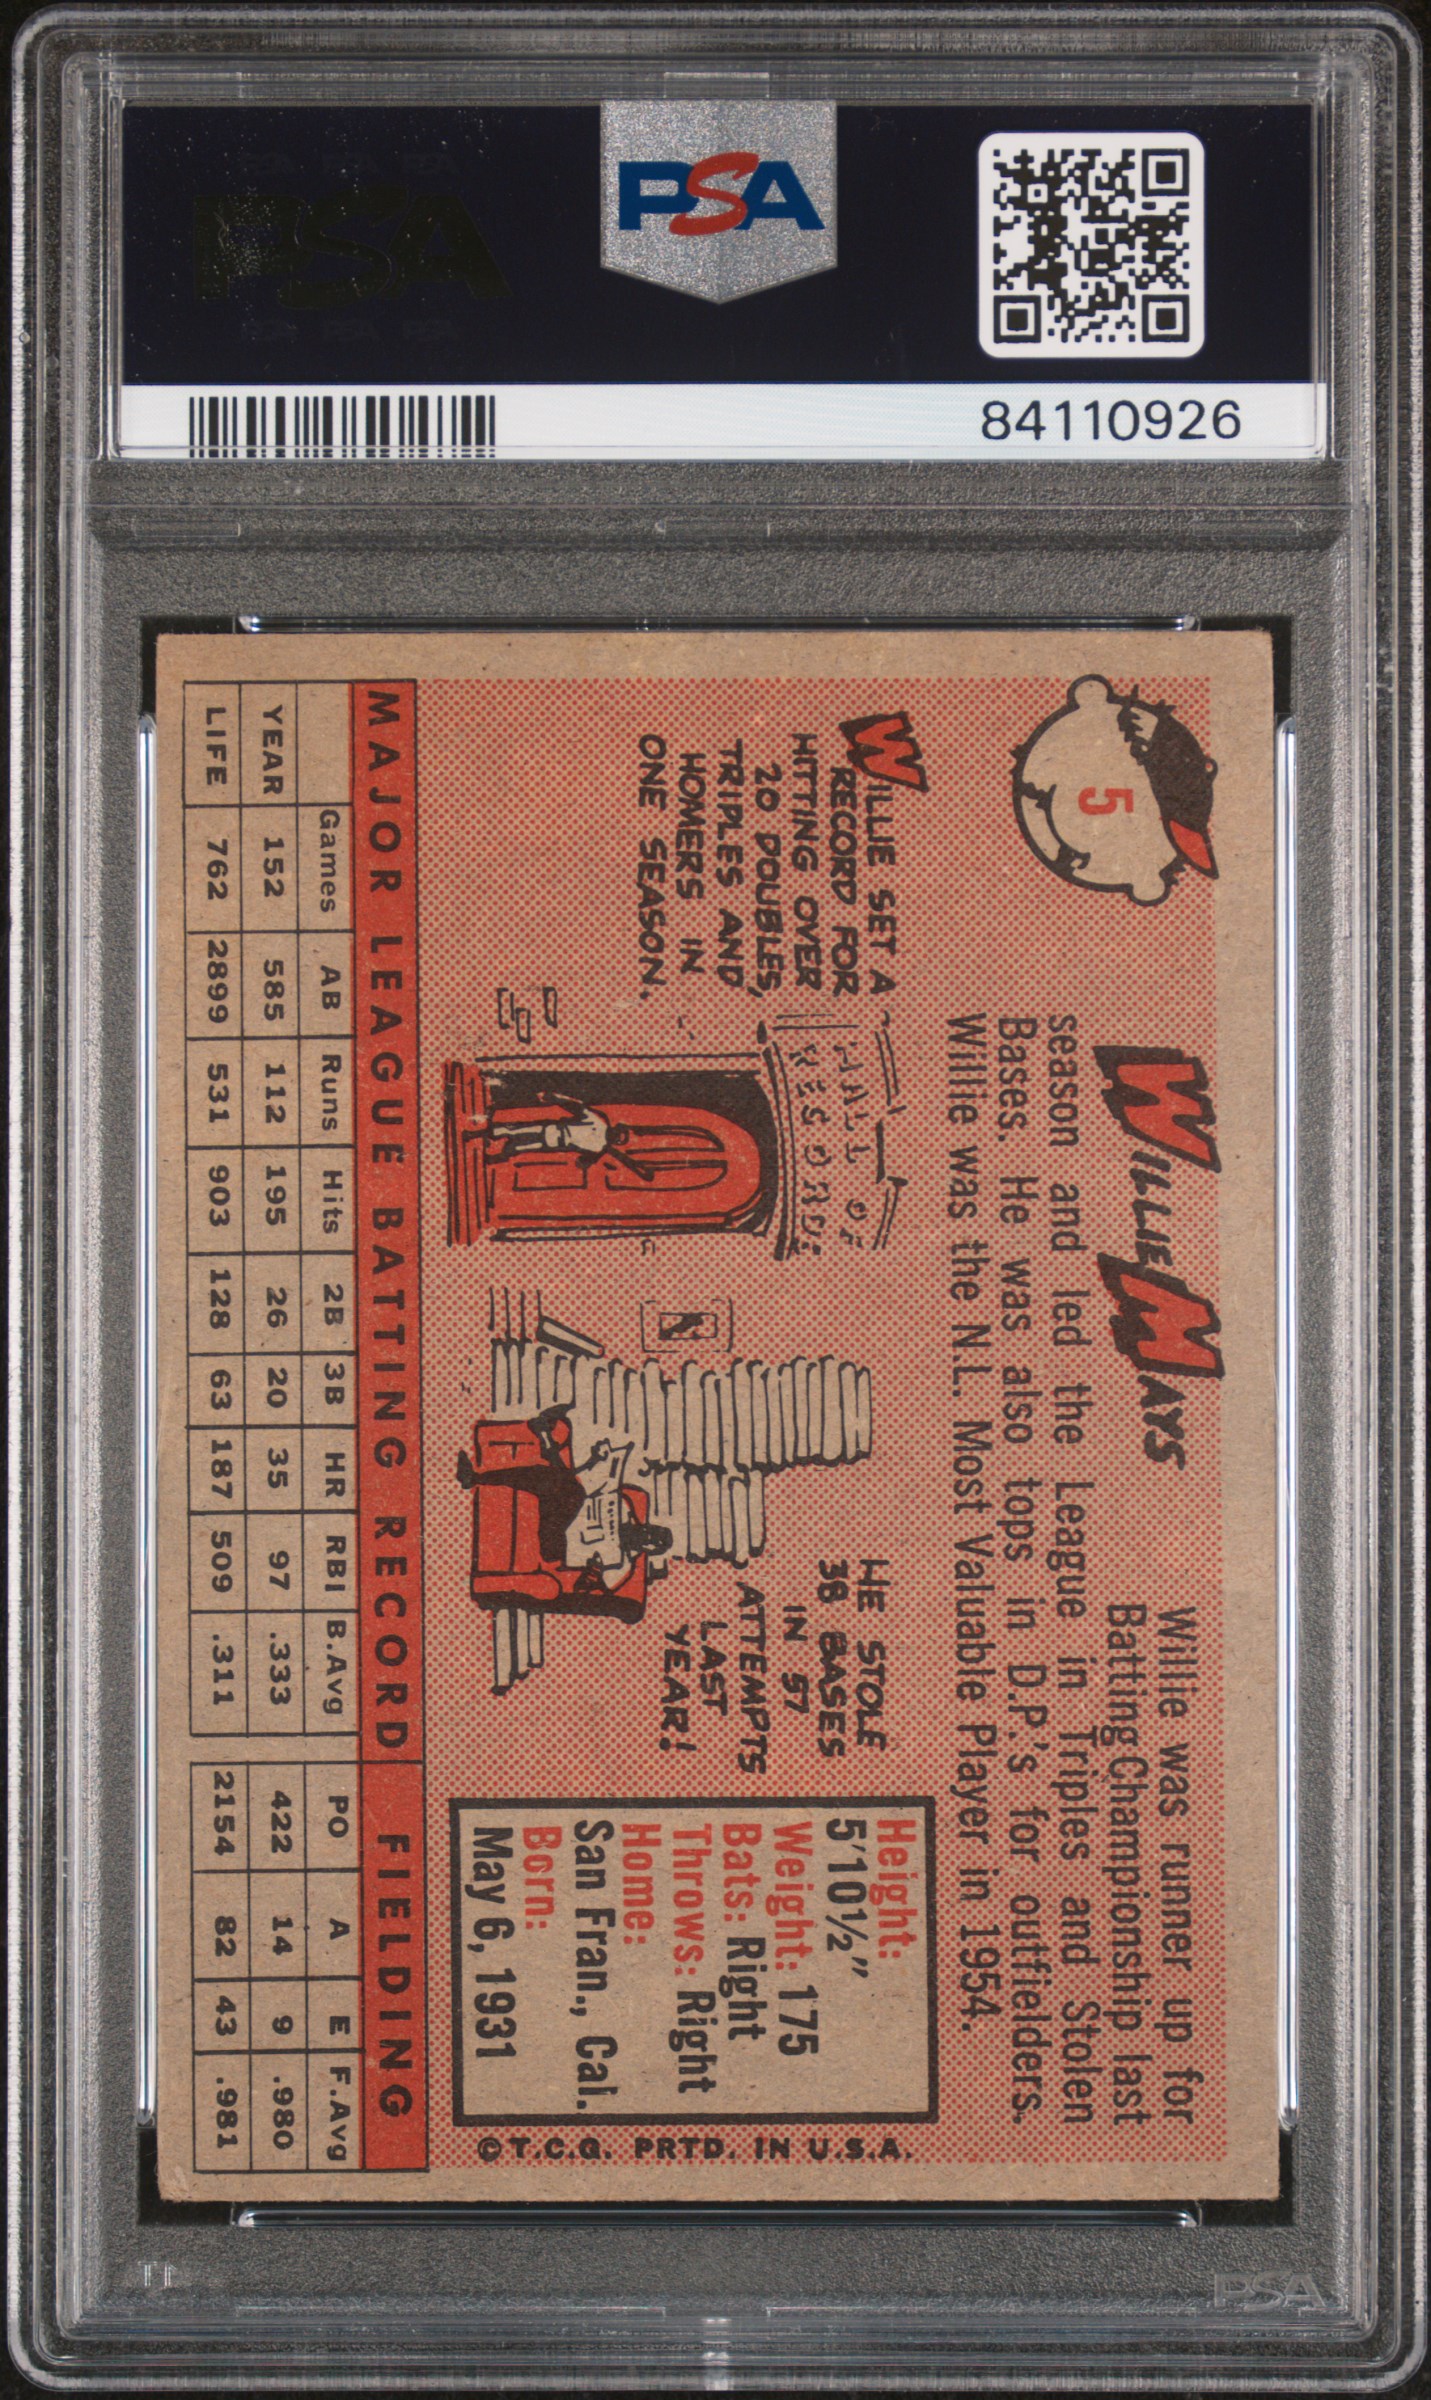 PSA
84110926
5
WILLIE MAYS
Willie was runner up for
Batting Championship last
season and led the League in Triples and Stolen
Bases. He was also tops in D.P.'s for outfielders.
Willie was the N.L. Most Valuable Player in 1954.
WILLIE SET A
RECORD FOR
HITTING OVER
20 DOUBLES,
TRIPLES AND
HOMERS IN
ONE SEASON.
HALL OF
RECORDS
HE STOLE
38 BASES
IN 57
ATTEMPTS
LAST
YEAR!
Height:
5'10½"
Weight: 175
Bats: Right
Throws: Right
Home:
San Fran., Cal.
Born:
May 6, 1931
©T.C.G. PRTD. IN U.S.A.
MAJOR LEAGUE BATTING RECORD FIELDING
Games AB Runs Hits 2B 3B HR RBI B.Avg PO A E F.Avg
YEAR 152 585 112 195 26 20 35 97 .333 422 14 9 .980
LIFE 762 2899 531 903 128 63 187 509 .311 2154 82 43 .981
PSA